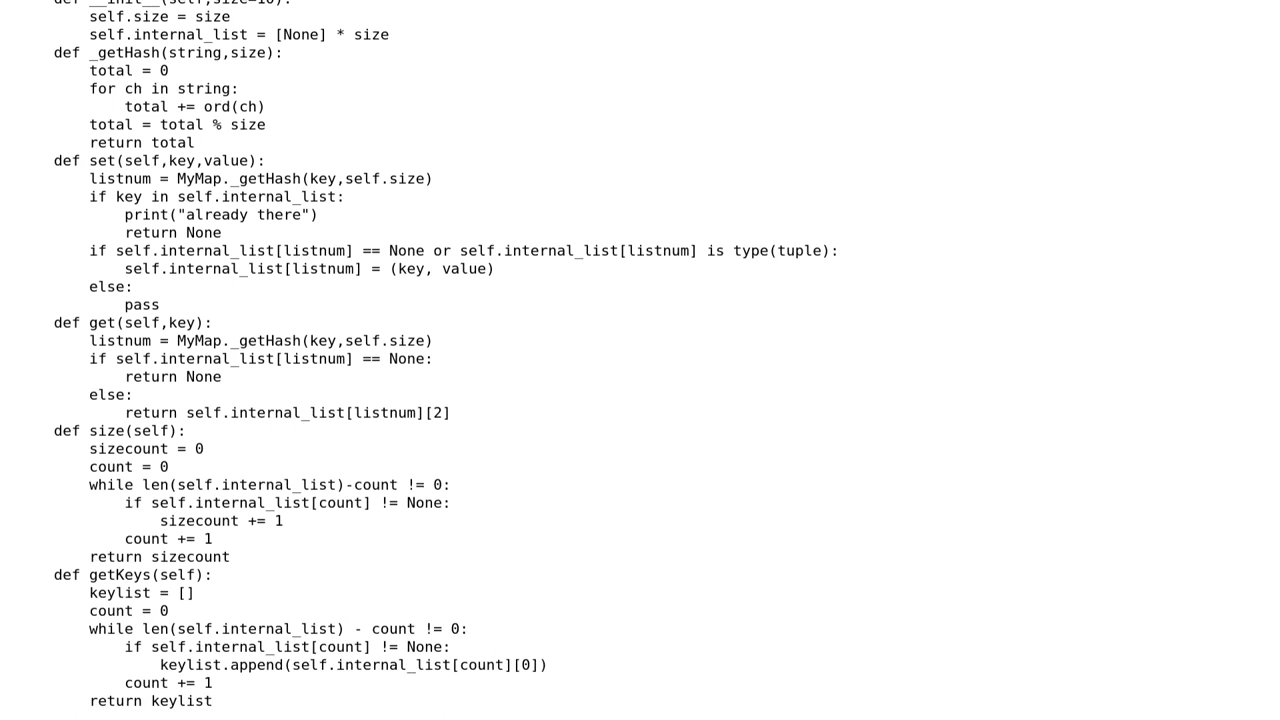 def __init__(self,size=10):
self.size = size
self.internal_list = [None] * size
def _getHash(string,size):
total = 0
for ch in string:
total += ord(ch)
total = total % size
return total
def set(self,key,value):
listnum = MyMap._getHash(key,self.size)
if key in self.internal_list:
print("already there")
return None
if self.internal_list[listnum] == None or self.internal_list[listnum] is type(tuple):
self.internal_list[listnum] = (key, value)
else:
pass
def get(self,key):
listnum = MyMap._getHash(key,self.size)
if self.internal_list[listnum] == None:
return None
else:
return self.internal_list[listnum][2]
def size(self):
sizecount = 0
count = 0
while len(self.internal_list)-count != 0:
if self.internal_list[count] != None:
sizecount += 1
count += 1
return sizecount
def getKeys(self):
keylist = []
count = 0
while len(self.internal_list) - count != 0:
if self.internal_list[count] != None:
keylist.append(self.internal_list[count][0])
count += 1
return keylist